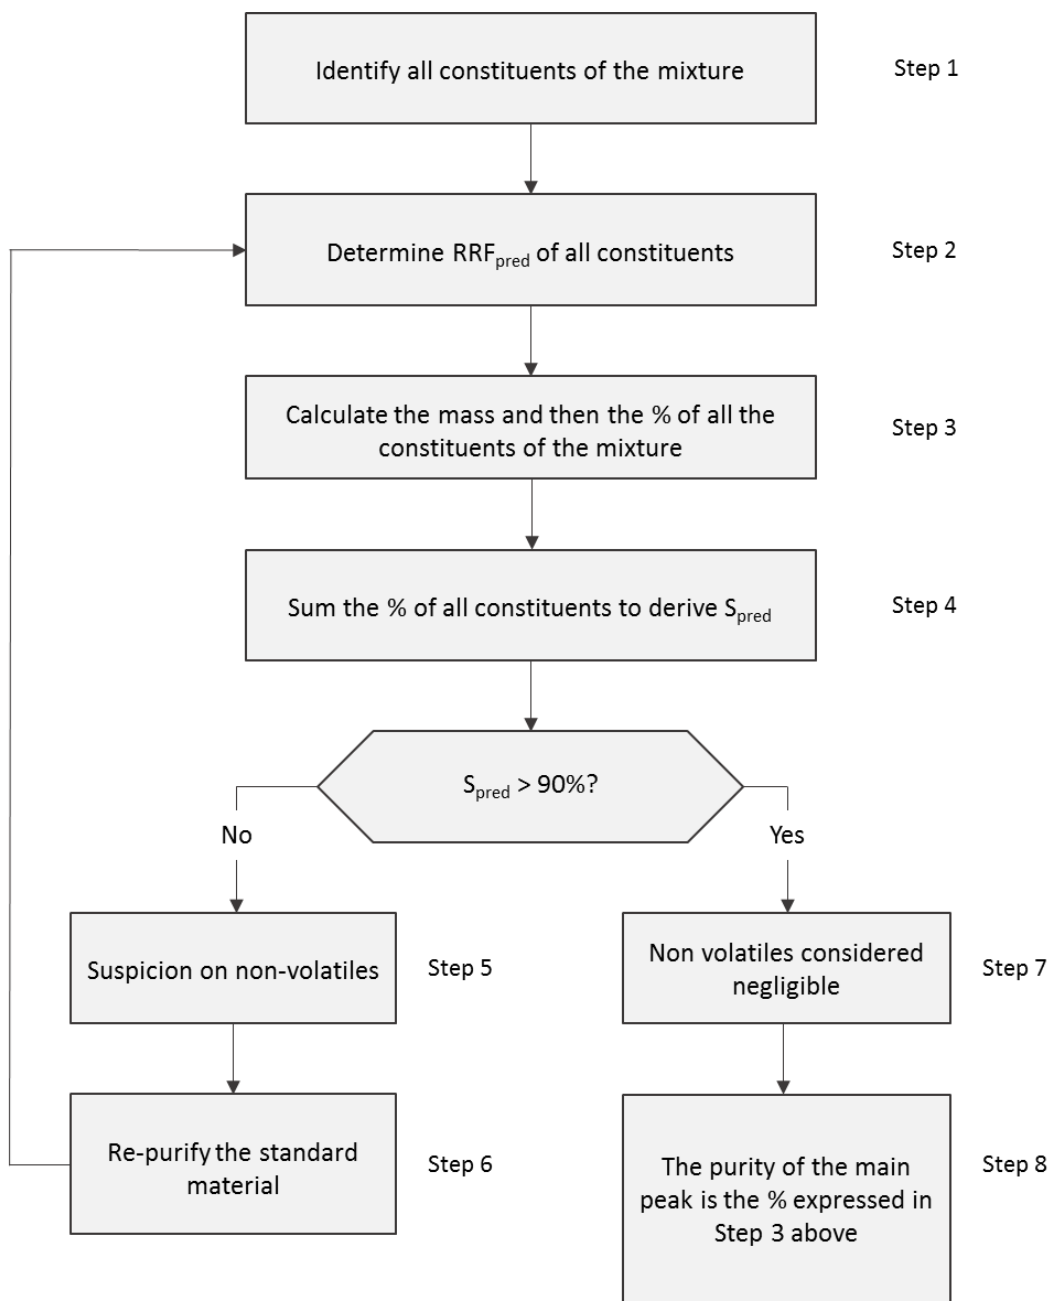 Identify all constituents of the mixture
Step 1
Determine RRFpred of all constituents
Step 2
Calculate the mass and then the % of all the
constituents of the mixture
Step 3
Sum the % of all constituents to derive Spred
Step 4
Spred > 90%?
No
Yes
Suspicion on non-volatiles
Step 5
Non volatiles considered
negligible
Step 7
Re-purify the standard
material
Step 6
The purity of the main
peak is the % expressed in
Step 3 above
Step 8